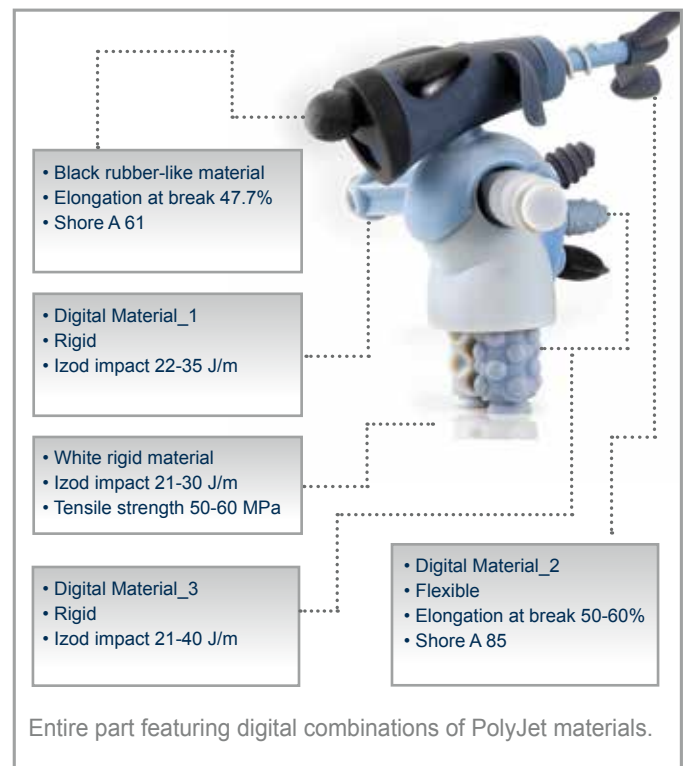 • Black rubber-like material
• Elongation at break 47.7%
• Shore A 61
• Digital Material_1
• Rigid
• Izod impact 22-35 J/m
• White rigid material
• Izod impact 21-30 J/m
• Tensile strength 50-60 MPa
• Digital Material_3
• Rigid
• Izod impact 21-40 J/m
• Digital Material_2
• Flexible
• Elongation at break 50-60%
• Shore A 85
Entire part featuring digital combinations of PolyJet materials.